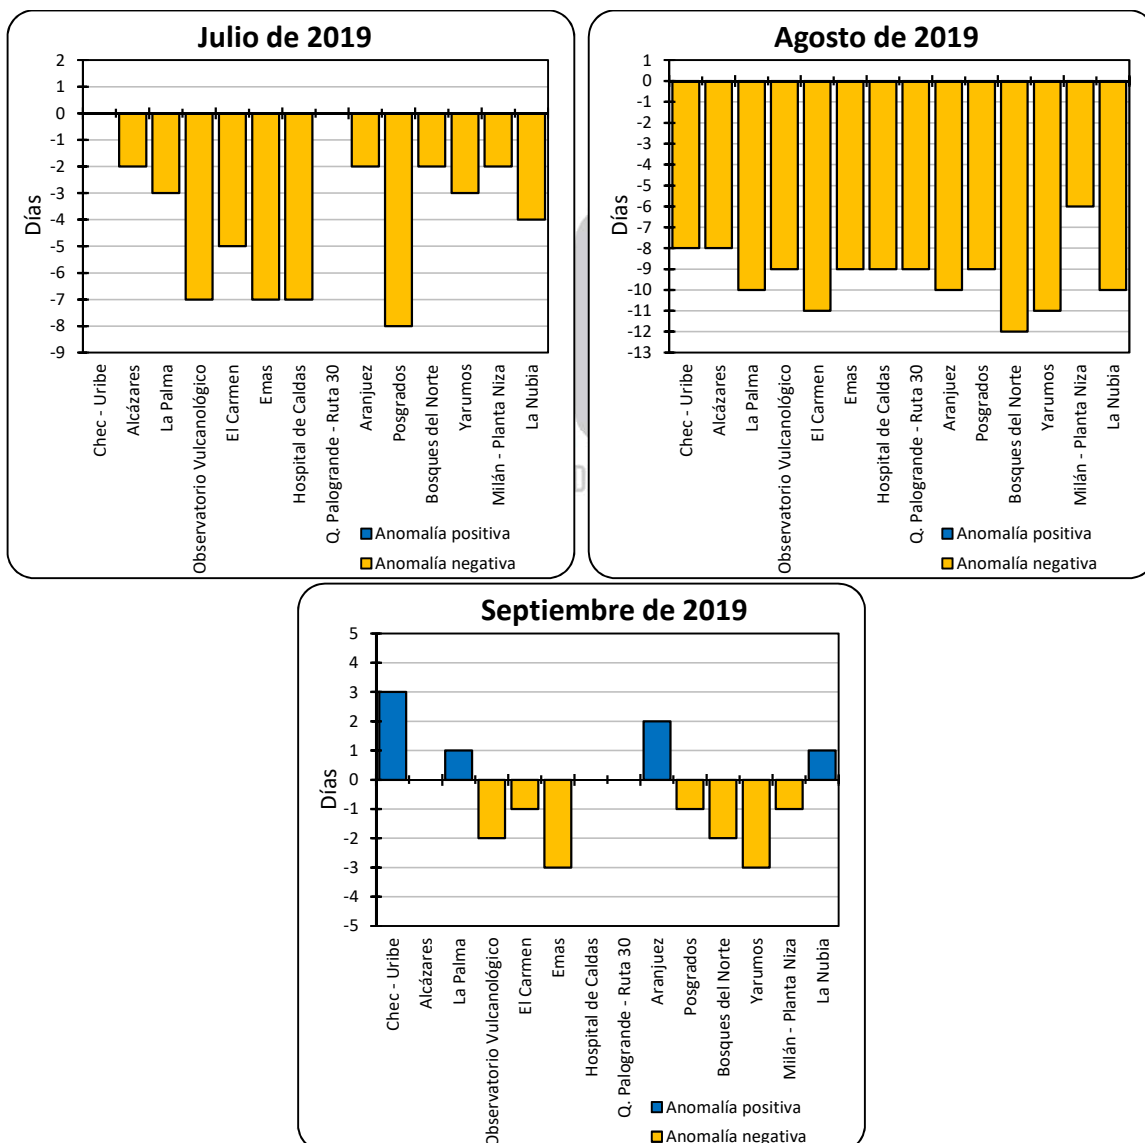 Julio de 2019
Días
2
1
0
-1
-2
-3
-4
-5
-6
-7
-8
-9
Chec - Uribe
Alcázares
La Palma
Observatorio Vulcanológico
El Carmen
Emas
Hospital de Caldas
Q. Palogrande - Ruta 30
Aranjuez
Posgrados
Bosques del Norte
Yarumos
Milán - Planta Niza
La Nubia
Anomalía positiva
Anomalía negativa
Agosto de 2019
Días
1
0
-1
-2
-3
-4
-5
-6
-7
-8
-9
-10
-11
-12
-13
Chec - Uribe
Alcázares
La Palma
Observatorio Vulcanológico
El Carmen
Emas
Hospital de Caldas
Q. Palogrande - Ruta 30
Aranjuez
Posgrados
Bosques del Norte
Yarumos
Milán - Planta Niza
La Nubia
Anomalía positiva
Anomalía negativa
Septiembre de 2019
Días
5
4
3
2
1
0
-1
-2
-3
-4
-5
Chec - Uribe
Alcázares
La Palma
Observatorio Vulcanológico
El Carmen
Emas
Hospital de Caldas
Q. Palogrande - Ruta 30
Aranjuez
Posgrados
Bosques del Norte
Yarumos
Milán - Planta Niza
La Nubia
Anomalía positiva
Anomalía negativa